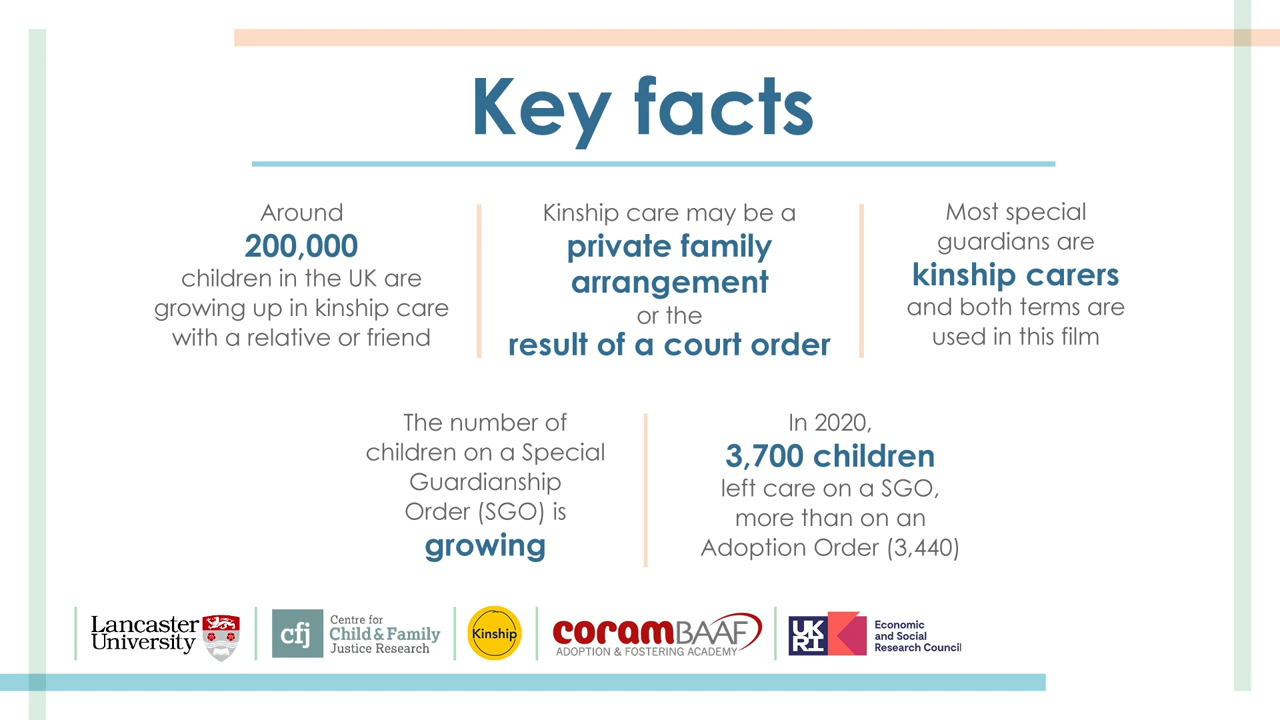 Key facts
Around
200,000
children in the UK are
growing up in kinship care
with a relative or friend
Kinship care may be a
private family
arrangement
or the
result of a court order
Most special
guardians are
kinship carers
and both terms are
used in this film
The number of
children on a Special
Guardianship
Order (SGO) is
growing
In 2020,
3,700 children
left care on a SGO,
more than on an
Adoption Order (3,440)
Lancaster
University
cfj
Centre for
Child & Family
Justice Research
Kinship
coramBAAF
ADOPTION & FOSTERING ACADEMY
UK
RI
Economic
and Social
Research Council